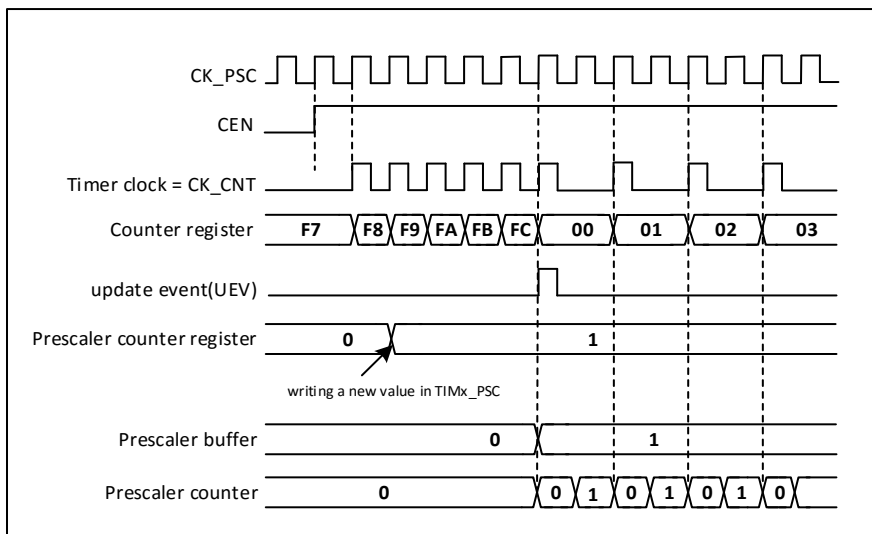 CK_PSC
CEN
Timer clock = CK_CNT
Counter register F7 F8 F9 FA FB FC 00 01 02 03
update event(UEV)
Prescaler counter register 0 1
writing a new value in TIMx_PSC
Prescaler buffer 0 1
Prescaler counter 0 0 1 0 1 0 1 0